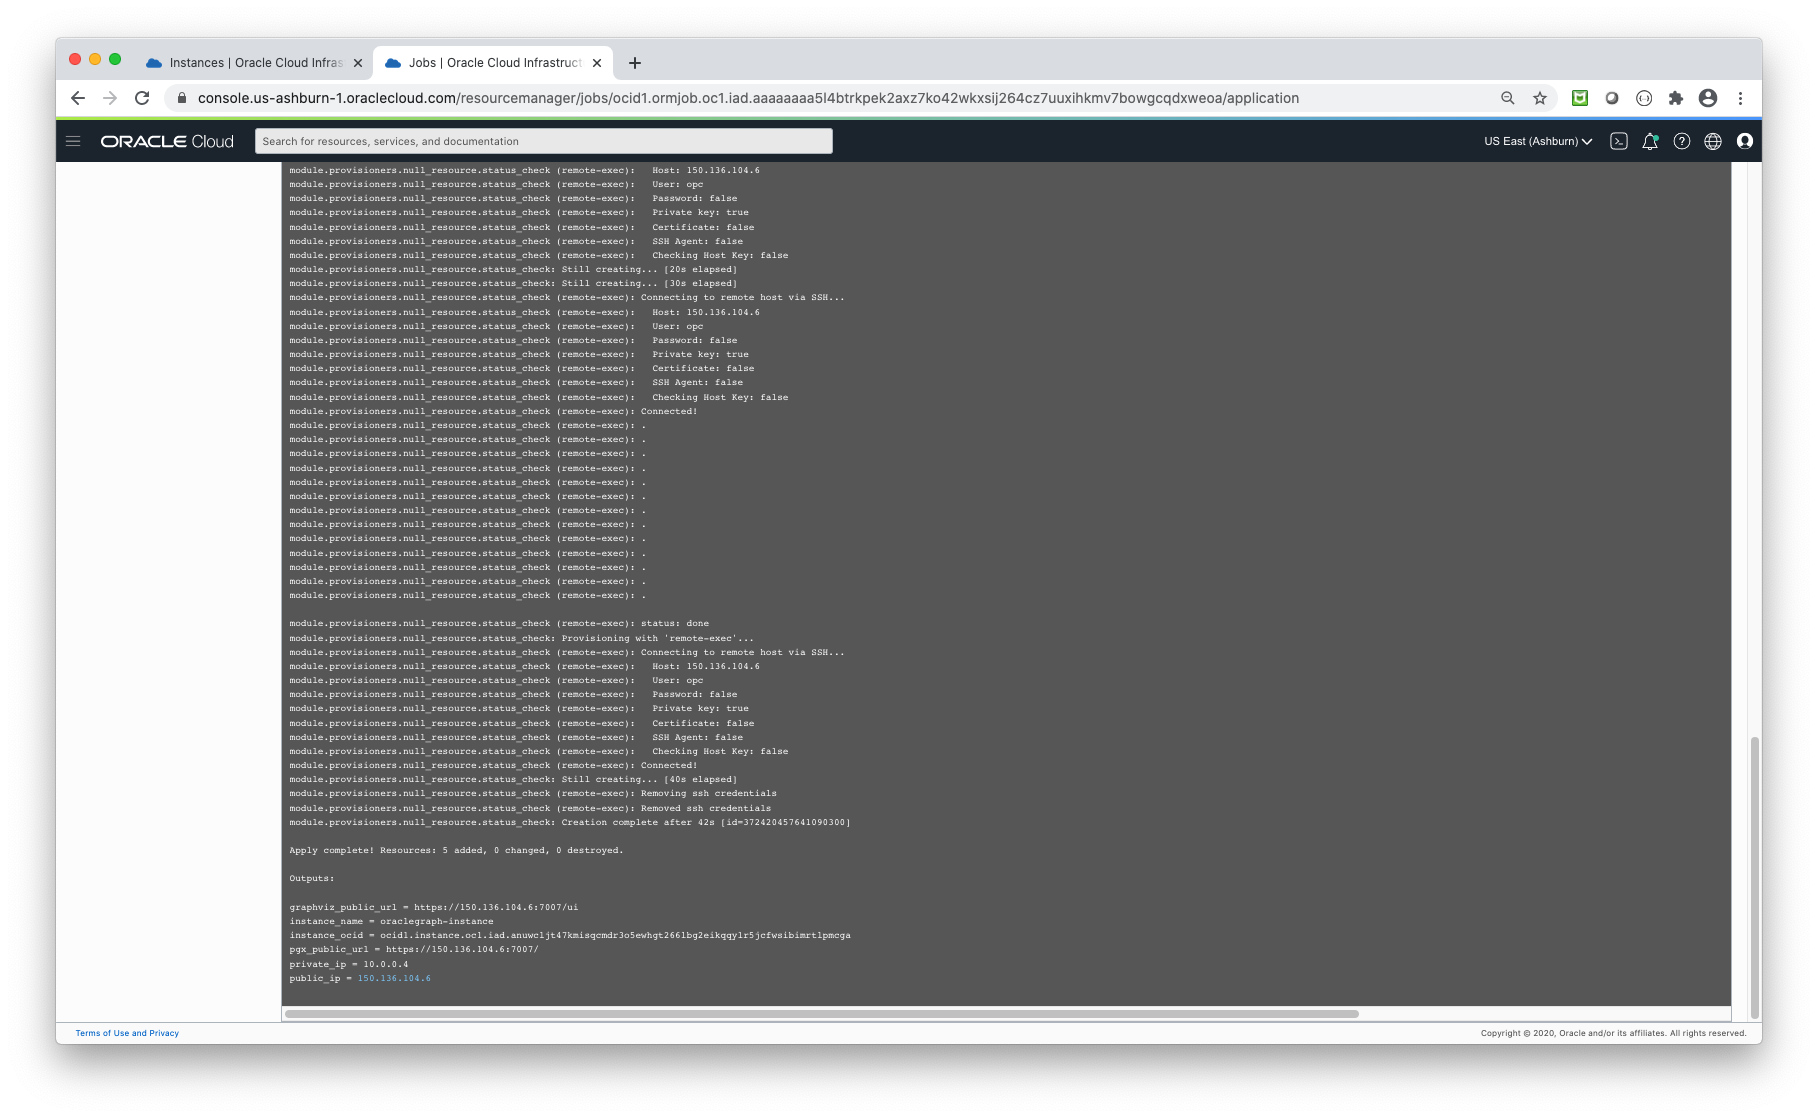 Instances | Oracle Cloud Infras
Jobs | Oracle Cloud Infrastruct
console.us-ashburn-1.oraclecloud.com/resourcemanager/jobs/ocid1.ormjob.oc1.iad.aaaaaaaa5l4btrkpek2axz7ko42wkxsij264cz7uuxihkmv7bowgcqdxweoa/application
ORACLE Cloud
Search for resources, services, and documentation
US East (Ashburn)
module.provisioners.null_resource.status_check (remote-exec):   Host: 150.136.104.6
module.provisioners.null_resource.status_check (remote-exec):   User: opc
module.provisioners.null_resource.status_check (remote-exec):   Password: false
module.provisioners.null_resource.status_check (remote-exec):   Private key: true
module.provisioners.null_resource.status_check (remote-exec):   Certificate: false
module.provisioners.null_resource.status_check (remote-exec):   SSH Agent: false
module.provisioners.null_resource.status_check (remote-exec):   Checking Host Key: false
module.provisioners.null_resource.status_check: Still creating... [20s elapsed]
module.provisioners.null_resource.status_check: Still creating... [30s elapsed]
module.provisioners.null_resource.status_check (remote-exec): Connecting to remote host via SSH...
module.provisioners.null_resource.status_check (remote-exec):   Host: 150.136.104.6
module.provisioners.null_resource.status_check (remote-exec):   User: opc
module.provisioners.null_resource.status_check (remote-exec):   Password: false
module.provisioners.null_resource.status_check (remote-exec):   Private key: true
module.provisioners.null_resource.status_check (remote-exec):   Certificate: false
module.provisioners.null_resource.status_check (remote-exec):   SSH Agent: false
module.provisioners.null_resource.status_check (remote-exec):   Checking Host Key: false
module.provisioners.null_resource.status_check (remote-exec): Connected!
module.provisioners.null_resource.status_check (remote-exec): .
module.provisioners.null_resource.status_check (remote-exec): .
module.provisioners.null_resource.status_check (remote-exec): .
module.provisioners.null_resource.status_check (remote-exec): .
module.provisioners.null_resource.status_check (remote-exec): .
module.provisioners.null_resource.status_check (remote-exec): .
module.provisioners.null_resource.status_check (remote-exec): .
module.provisioners.null_resource.status_check (remote-exec): .
module.provisioners.null_resource.status_check (remote-exec): .
module.provisioners.null_resource.status_check (remote-exec): .
module.provisioners.null_resource.status_check (remote-exec): .
module.provisioners.null_resource.status_check (remote-exec): .
module.provisioners.null_resource.status_check (remote-exec): .
module.provisioners.null_resource.status_check (remote-exec): status: done
module.provisioners.null_resource.status_check: Provisioning with 'remote-exec'...
module.provisioners.null_resource.status_check (remote-exec): Connecting to remote host via SSH...
module.provisioners.null_resource.status_check (remote-exec):   Host: 150.136.104.6
module.provisioners.null_resource.status_check (remote-exec):   User: opc
module.provisioners.null_resource.status_check (remote-exec):   Password: false
module.provisioners.null_resource.status_check (remote-exec):   Private key: true
module.provisioners.null_resource.status_check (remote-exec):   Certificate: false
module.provisioners.null_resource.status_check (remote-exec):   SSH Agent: false
module.provisioners.null_resource.status_check (remote-exec):   Checking Host Key: false
module.provisioners.null_resource.status_check (remote-exec): Connected!
module.provisioners.null_resource.status_check: Still creating... [40s elapsed]
module.provisioners.null_resource.status_check (remote-exec): Removing ssh credentials
module.provisioners.null_resource.status_check (remote-exec): Removed ssh credentials
module.provisioners.null_resource.status_check: Creation complete after 42s [id=372420457641090300]
Apply complete! Resources: 5 added, 0 changed, 0 destroyed.
Outputs:
graphviz_public_url = https://150.136.104.6:7007/ui
instance_name = oraclegraph-instance
instance_ocid = ocid1.instance.oc1.iad.anuwcljt47kmisqcmdr3o5ewhgt266lbg2eikqqylr5jcfwsibimrtlpmcga
pgx_public_url = https://150.136.104.6:7007/
private_ip = 10.0.0.4
public_ip = 150.136.104.6
Terms of Use and Privacy
Copyright © 2020, Oracle and/or its affiliates. All rights reserved.